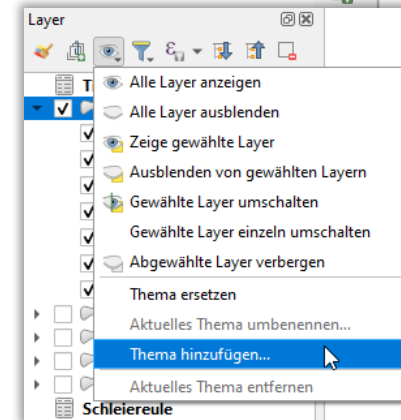 Layer
Alle Layer anzeigen
Alle Layer ausblenden
Zeige gewählte Layer
Ausblenden von gewählten Layern
Gewählte Layer umschalten
Gewählte Layer einzeln umschalten
Abgewählte Layer verbergen
Thema ersetzen
Aktuelles Thema umbenennen...
Thema hinzufügen...
Aktuelles Thema entfernen
Schleiereule